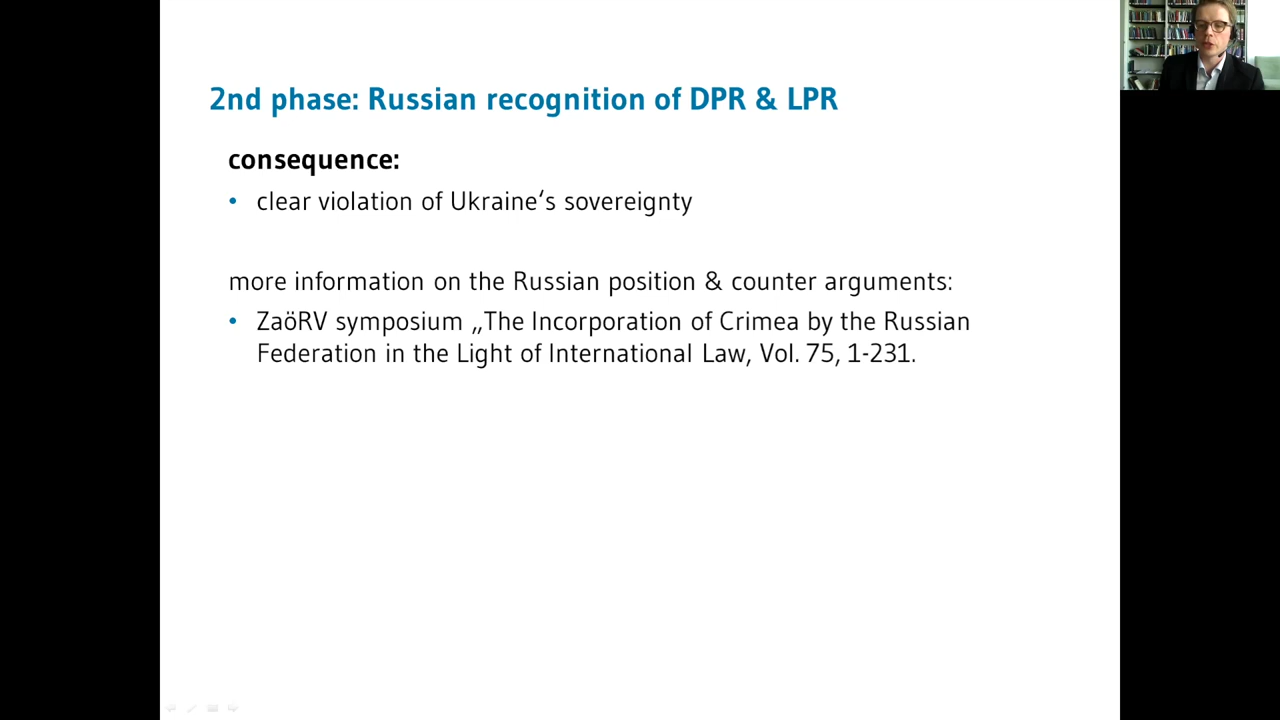 2nd phase: Russian recognition of DPR & LPR
consequence:
• clear violation of Ukraine‘s sovereignty
more information on the Russian position & counter arguments:
• ZaöRV symposium „The Incorporation of Crimea by the Russian
Federation in the Light of International Law, Vol. 75, 1-231.